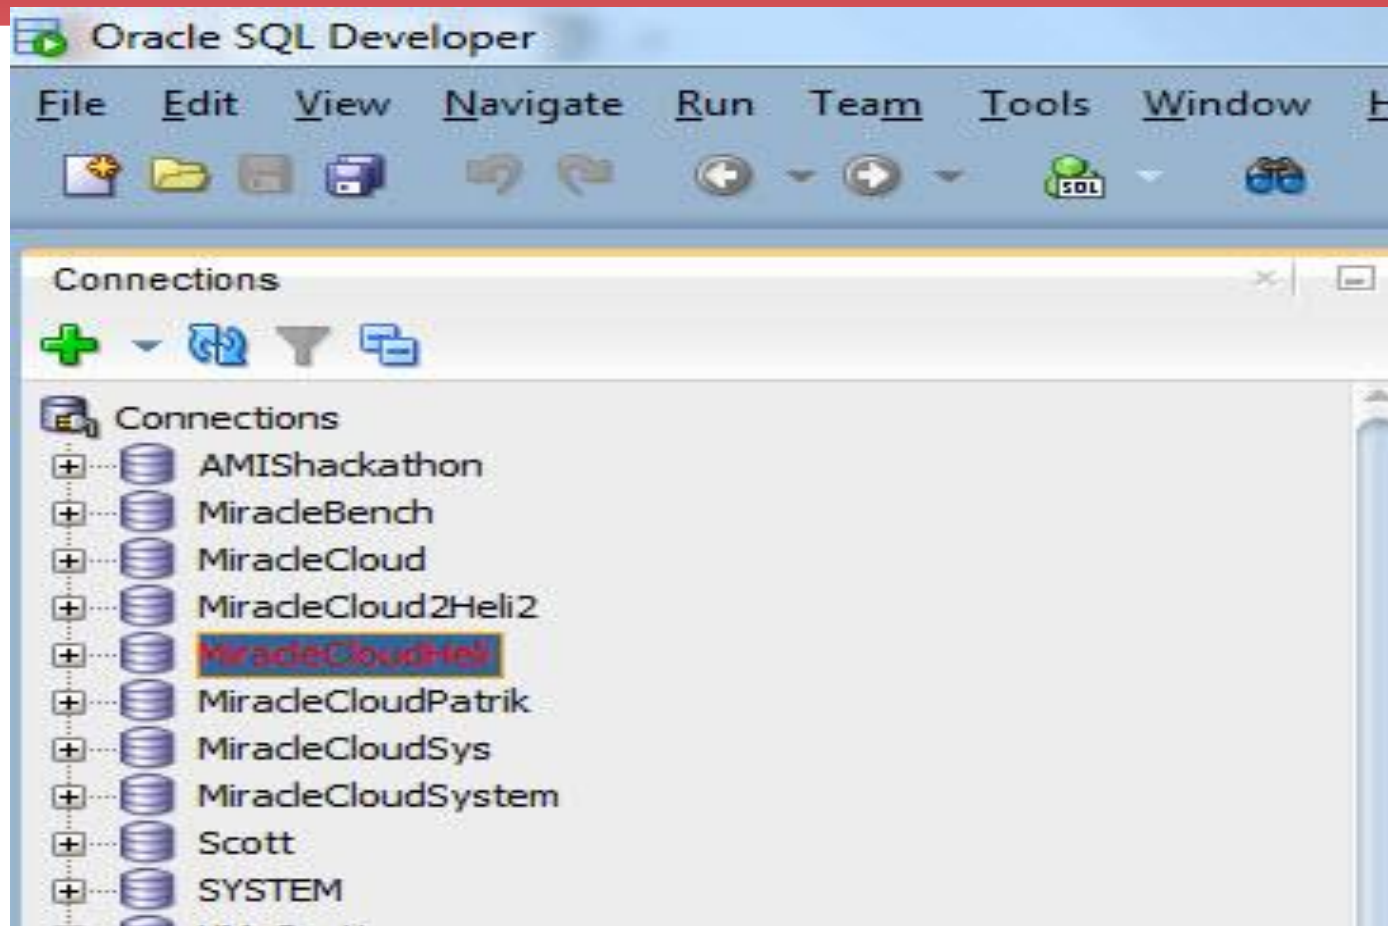 Oracle SQL Developer
File Edit View Navigate Run Team Tools Window H
SQL
Connections
Connections
AMIShackathon
MiracleBench
MiracleCloud
MiracleCloud2Heli2
MiracleCloudHeli
MiracleCloudPatrik
MiracleCloudSys
MiracleCloudSystem
Scott
SYSTEM